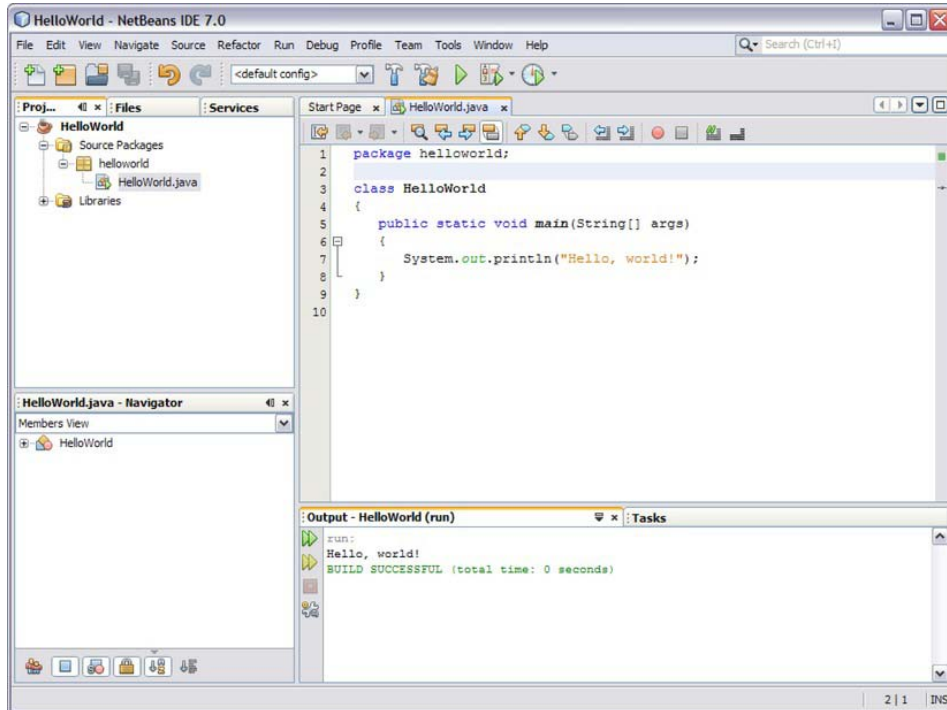 HelloWorld - NetBeans IDE 7.0
File Edit View Navigate Source Refactor Run Debug Profile Team Tools Window Help
Search (Ctrl+I)
<default config>
Proj... Files Services
HelloWorld
Source Packages
helloworld
HelloWorld.java
Libraries
Start Page HelloWorld.java
1 package helloworld;
2
3 class HelloWorld
4 {
5 public static void main(String[] args)
6 {
7 System.out.println("Hello, world!");
8 }
9 }
10
HelloWorld.java - Navigator
Members View
HelloWorld
Output - HelloWorld (run) Tasks
run:
Hello, world!
BUILD SUCCESSFUL (total time: 0 seconds)
2 | 1 INS